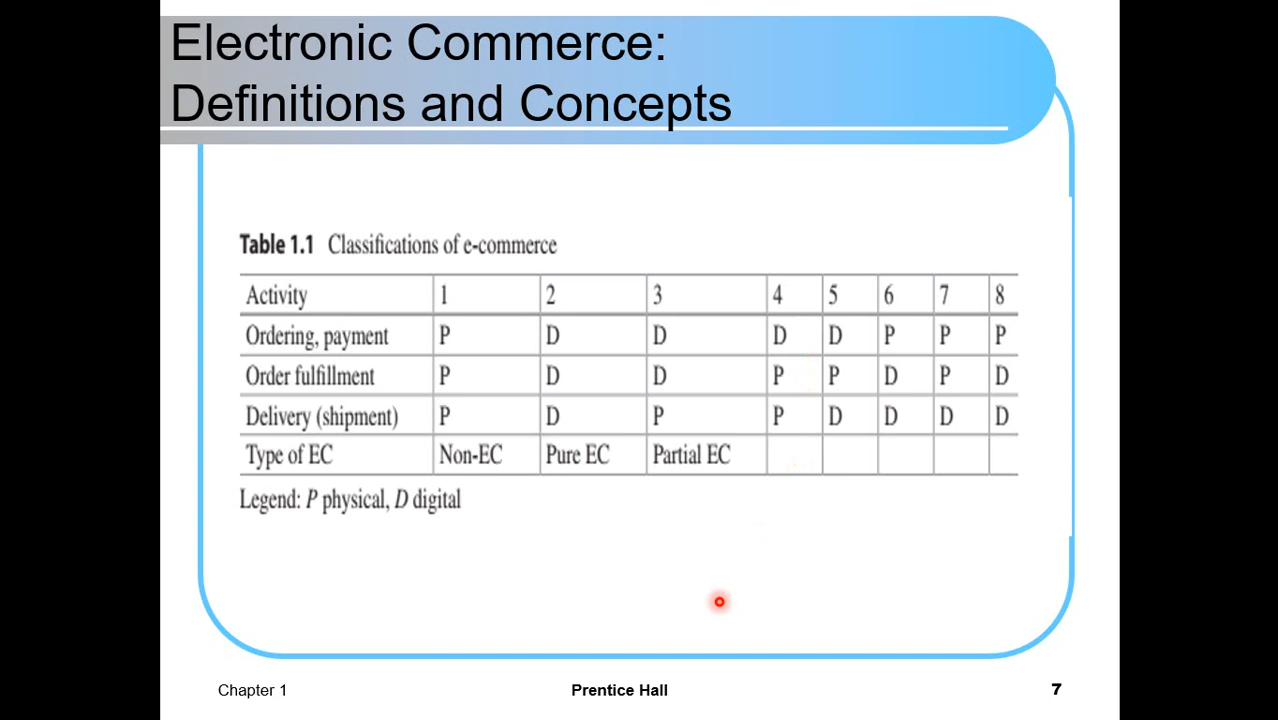 Electronic Commerce:
Definitions and Concepts
Table 1.1 Classifications of e-commerce
Activity 1 2 3 4 5 6 7 8
Ordering, payment P D D D D P P P
Order fulfillment P D D P P D P D
Delivery (shipment) P D P P D D D D
Type of EC Non-EC Pure EC Partial EC
Legend: P physical, D digital
Chapter 1 Prentice Hall 7